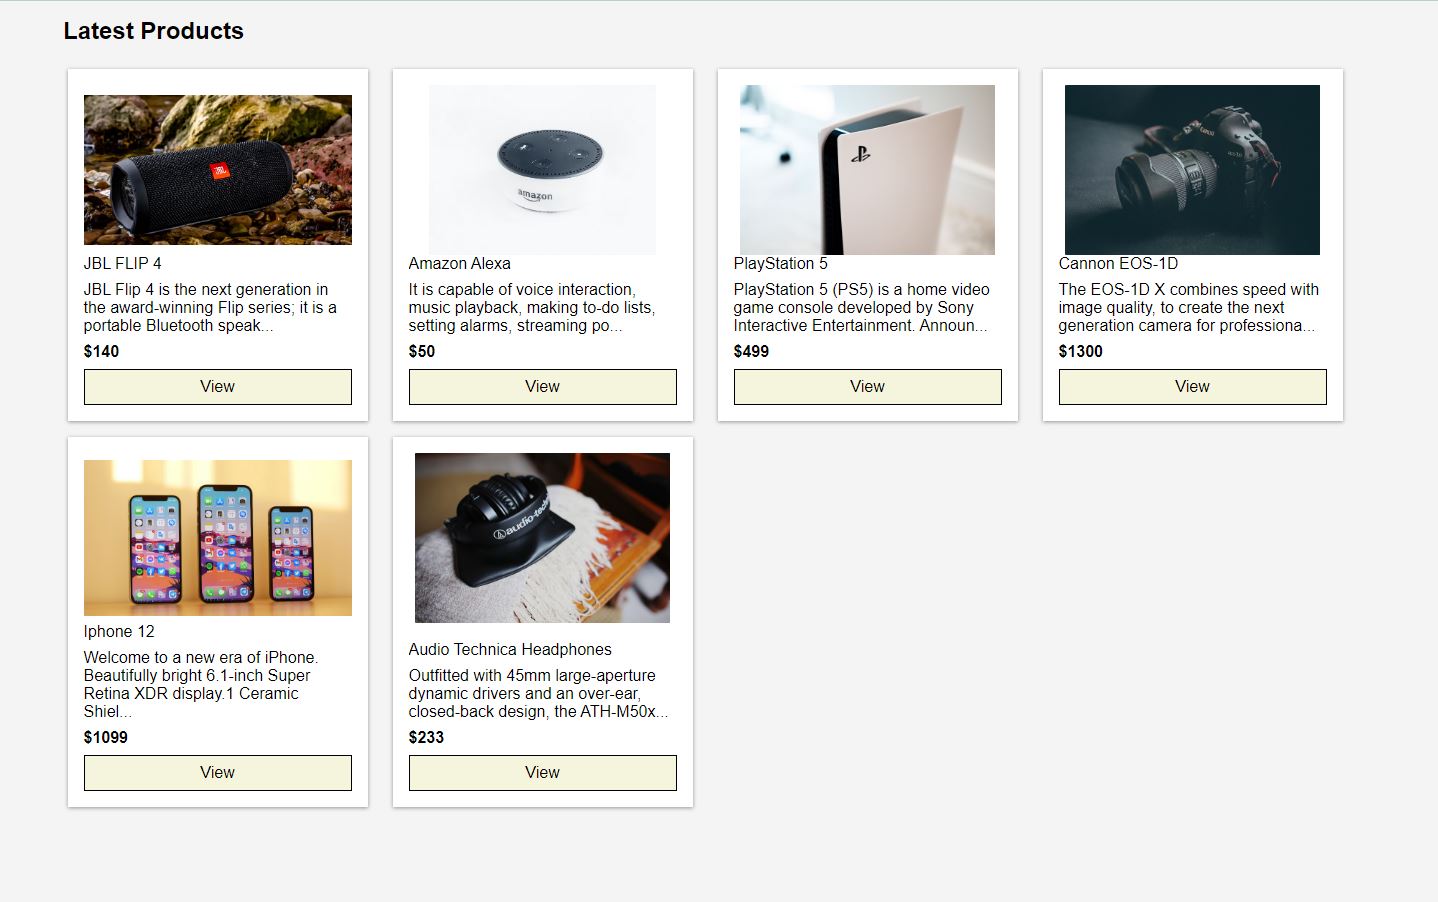 Latest Products
JBL
JBL FLIP 4
JBL Flip 4 is the next generation in
the award-winning Flip series; it is a
portable Bluetooth speak...
$140
View
amazon
Amazon Alexa
It is capable of voice interaction,
music playback, making to-do lists,
setting alarms, streaming po...
$50
View
PlayStation 5
PlayStation 5 (PS5) is a home video
game console developed by Sony
Interactive Entertainment. Announ...
$499
View
Canon
Cannon EOS-1D
The EOS-1D X combines speed with
image quality, to create the next
generation camera for professiona...
$1300
View
Iphone 12
Welcome to a new era of iPhone.
Beautifully bright 6.1-inch Super
Retina XDR display.1 Ceramic
Shiel...
$1099
View
audio-tech
Audio Technica Headphones
Outfitted with 45mm large-aperture
dynamic drivers and an over-ear,
closed-back design, the ATH-M50x...
$233
View